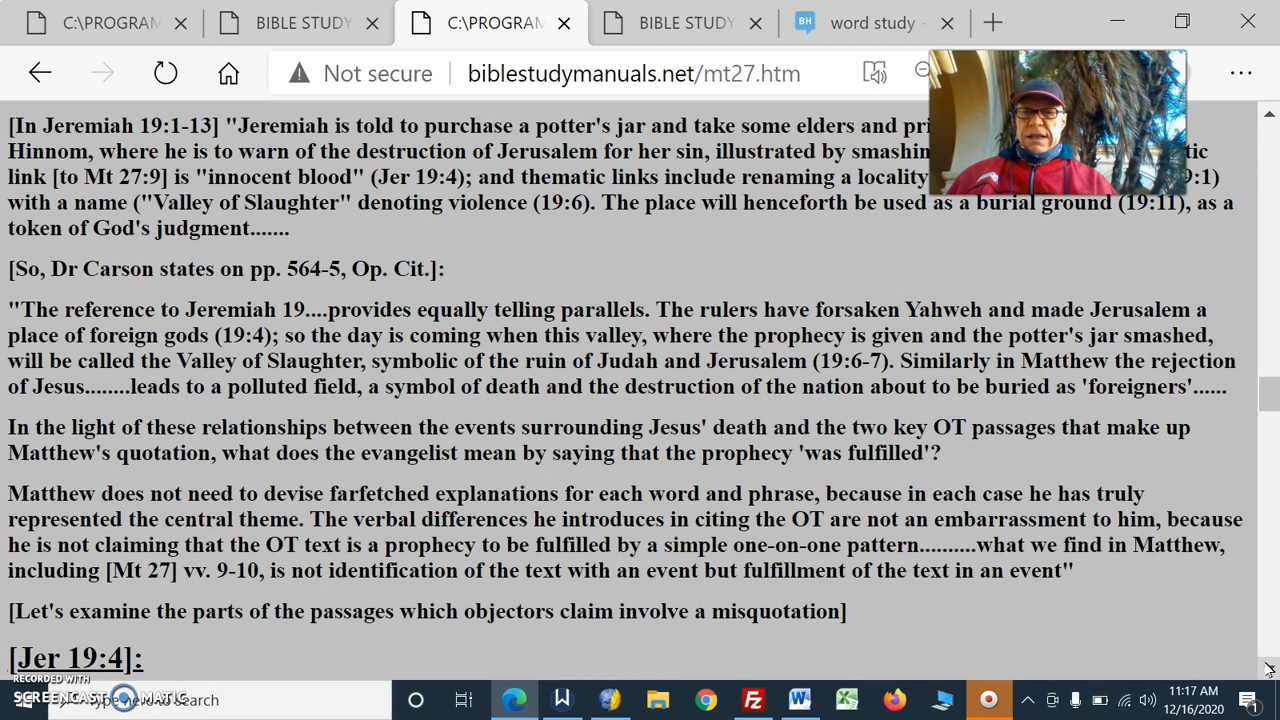 C:\PROGRAM
BIBLE STUDY
C:\PROGRAM
BIBLE STUDY
BH word study -
Not secure
biblestudymanuals.net/mt27.htm
[In Jeremiah 19:1-13] "Jeremiah is told to purchase a potter's jar and take some elders and pri
Hinnom, where he is to warn of the destruction of Jerusalem for her sin, illustrated by smashin tic
link [to Mt 27:9] is "innocent blood" (Jer 19:4); and thematic links include renaming a locality 9:1)
with a name ("Valley of Slaughter" denoting violence (19:6). The place will henceforth be used as a burial ground (19:11), as a
token of God's judgment.......
[So, Dr Carson states on pp. 564-5, Op. Cit.]:
"The reference to Jeremiah 19....provides equally telling parallels. The rulers have forsaken Yahweh and made Jerusalem a
place of foreign gods (19:4); so the day is coming when this valley, where the prophecy is given and the potter's jar smashed,
will be called the Valley of Slaughter, symbolic of the ruin of Judah and Jerusalem (19:6-7). Similarly in Matthew the rejection
of Jesus........leads to a polluted field, a symbol of death and the destruction of the nation about to be buried as 'foreigners'......
In the light of these relationships between the events surrounding Jesus' death and the two key OT passages that make up
Matthew's quotation, what does the evangelist mean by saying that the prophecy 'was fulfilled'?
Matthew does not need to devise farfetched explanations for each word and phrase, because in each case he has truly
represented the central theme. The verbal differences he introduces in citing the OT are not an embarrassment to him, because
he is not claiming that the OT text is a prophecy to be fulfilled by a simple one-on-one pattern..........what we find in Matthew,
including [Mt 27] vv. 9-10, is not identification of the text with an event but fulfillment of the text in an event"
[Let's examine the parts of the passages which objectors claim involve a misquotation]
[Jer 19:4]:
RECORDED WITH
SCREENCAST MATIC
Type here to search
11:17 AM
12/16/2020
1